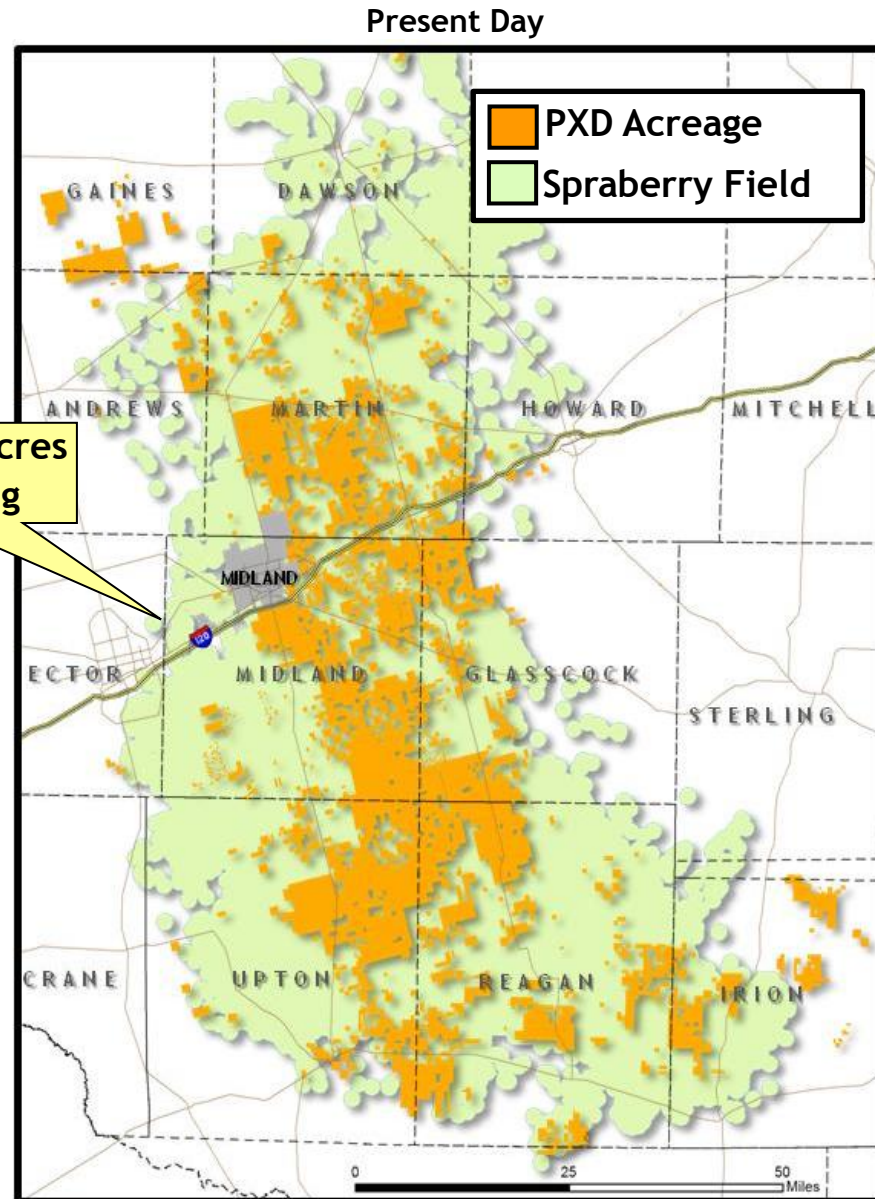 Present Day
PXD Acreage
Spraberry Field
GAINES
DAWSON
ANDREWS
MARTIN
HOWARD
MITCHELL
cres
g
MIDLAND
120
ECTOR
MIDLAND
GLASSCOCK
STERLING
CRANE
UPTON
REAGAN
IRION
0 25 50
Miles